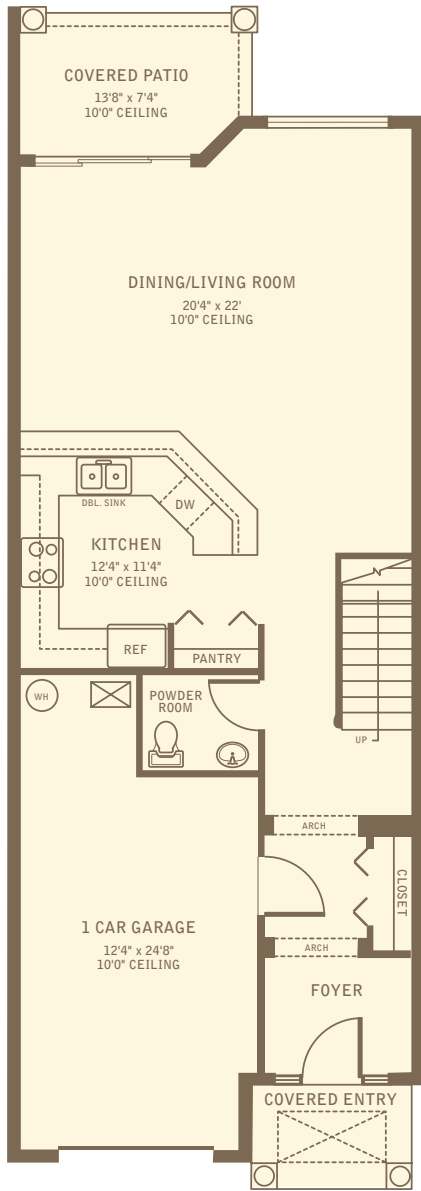 COVERED PATIO
13'8" x 7'4"
10'0" CEILING
DINING/LIVING ROOM
20'4" x 22'
10'0" CEILING
DBL. SINK
DW
KITCHEN
12'4" x 11'4"
10'0" CEILING
REF
PANTRY
WH
POWDER
ROOM
UP
ARCH
CLOSET
1 CAR GARAGE
12'4" x 24'8"
10'0" CEILING
ARCH
FOYER
COVERED ENTRY